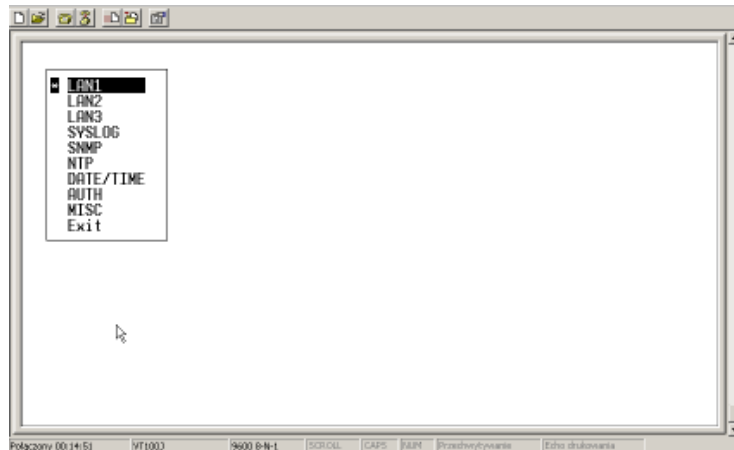 * LAN1
LAN2
LAN3
SYSLOG
SNMP
NTP
DATE/TIME
AUTH
MISC
Exit
Połączony 00:14:51 VT100J 9600 8-N-1 SCROLL CAPS NUM Przechwytywanie Echo drukowania